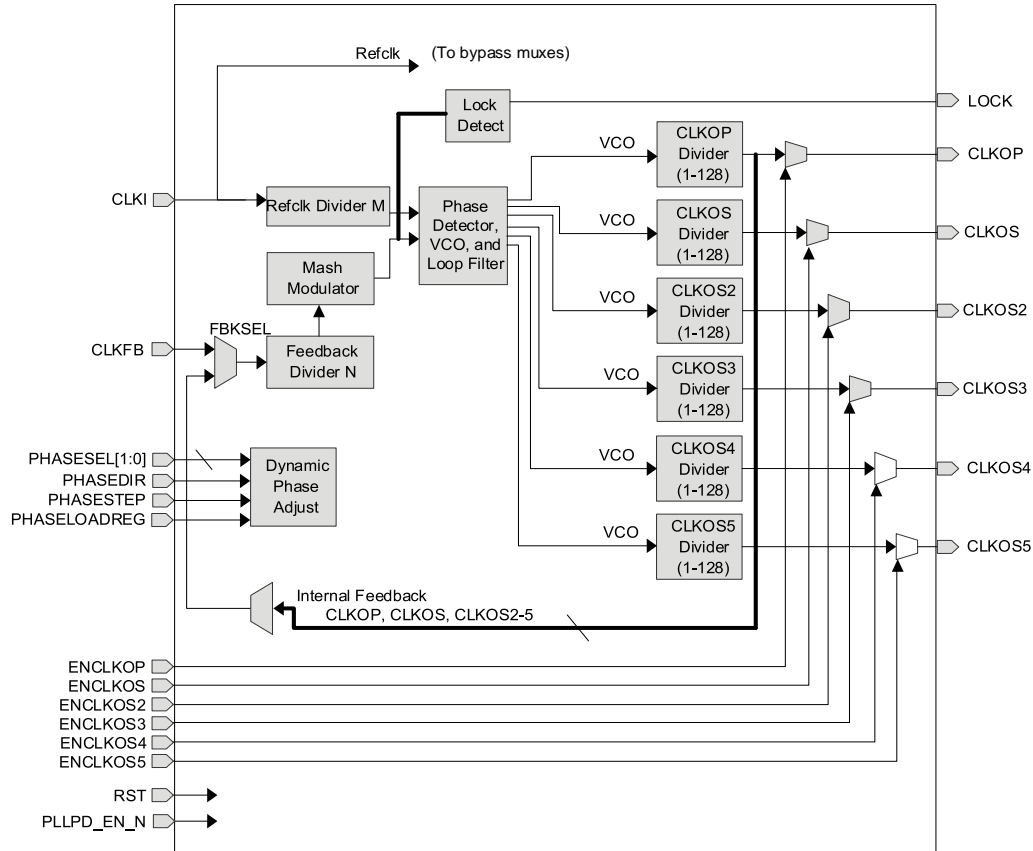 Refclk (To bypass muxes)
Lock
Detect
LOCK
VCO
CLKOP
Divider
(1-128)
CLKOP
CLKI
Refclk Divider M
Phase
Detector,
VCO, and
Loop Filter
VCO
CLKOS
Divider
(1-128)
CLKOS
Mash
Modulator
VCO
CLKOS2
Divider
(1-128)
CLKOS2
FBKSEL
CLKFB
Feedback
Divider N
VCO
CLKOS3
Divider
(1-128)
CLKOS3
PHASESEL[1:0]
PHASEDIR
PHASESTEP
PHASELOADREG
Dynamic
Phase
Adjust
VCO
CLKOS4
Divider
(1-128)
CLKOS4
VCO
CLKOS5
Divider
(1-128)
CLKOS5
Internal Feedback
CLKOP, CLKOS, CLKOS2-5
ENCLKOP
ENCLKOS
ENCLKOS2
ENCLKOS3
ENCLKOS4
ENCLKOS5
RST
PLLPD_EN_N